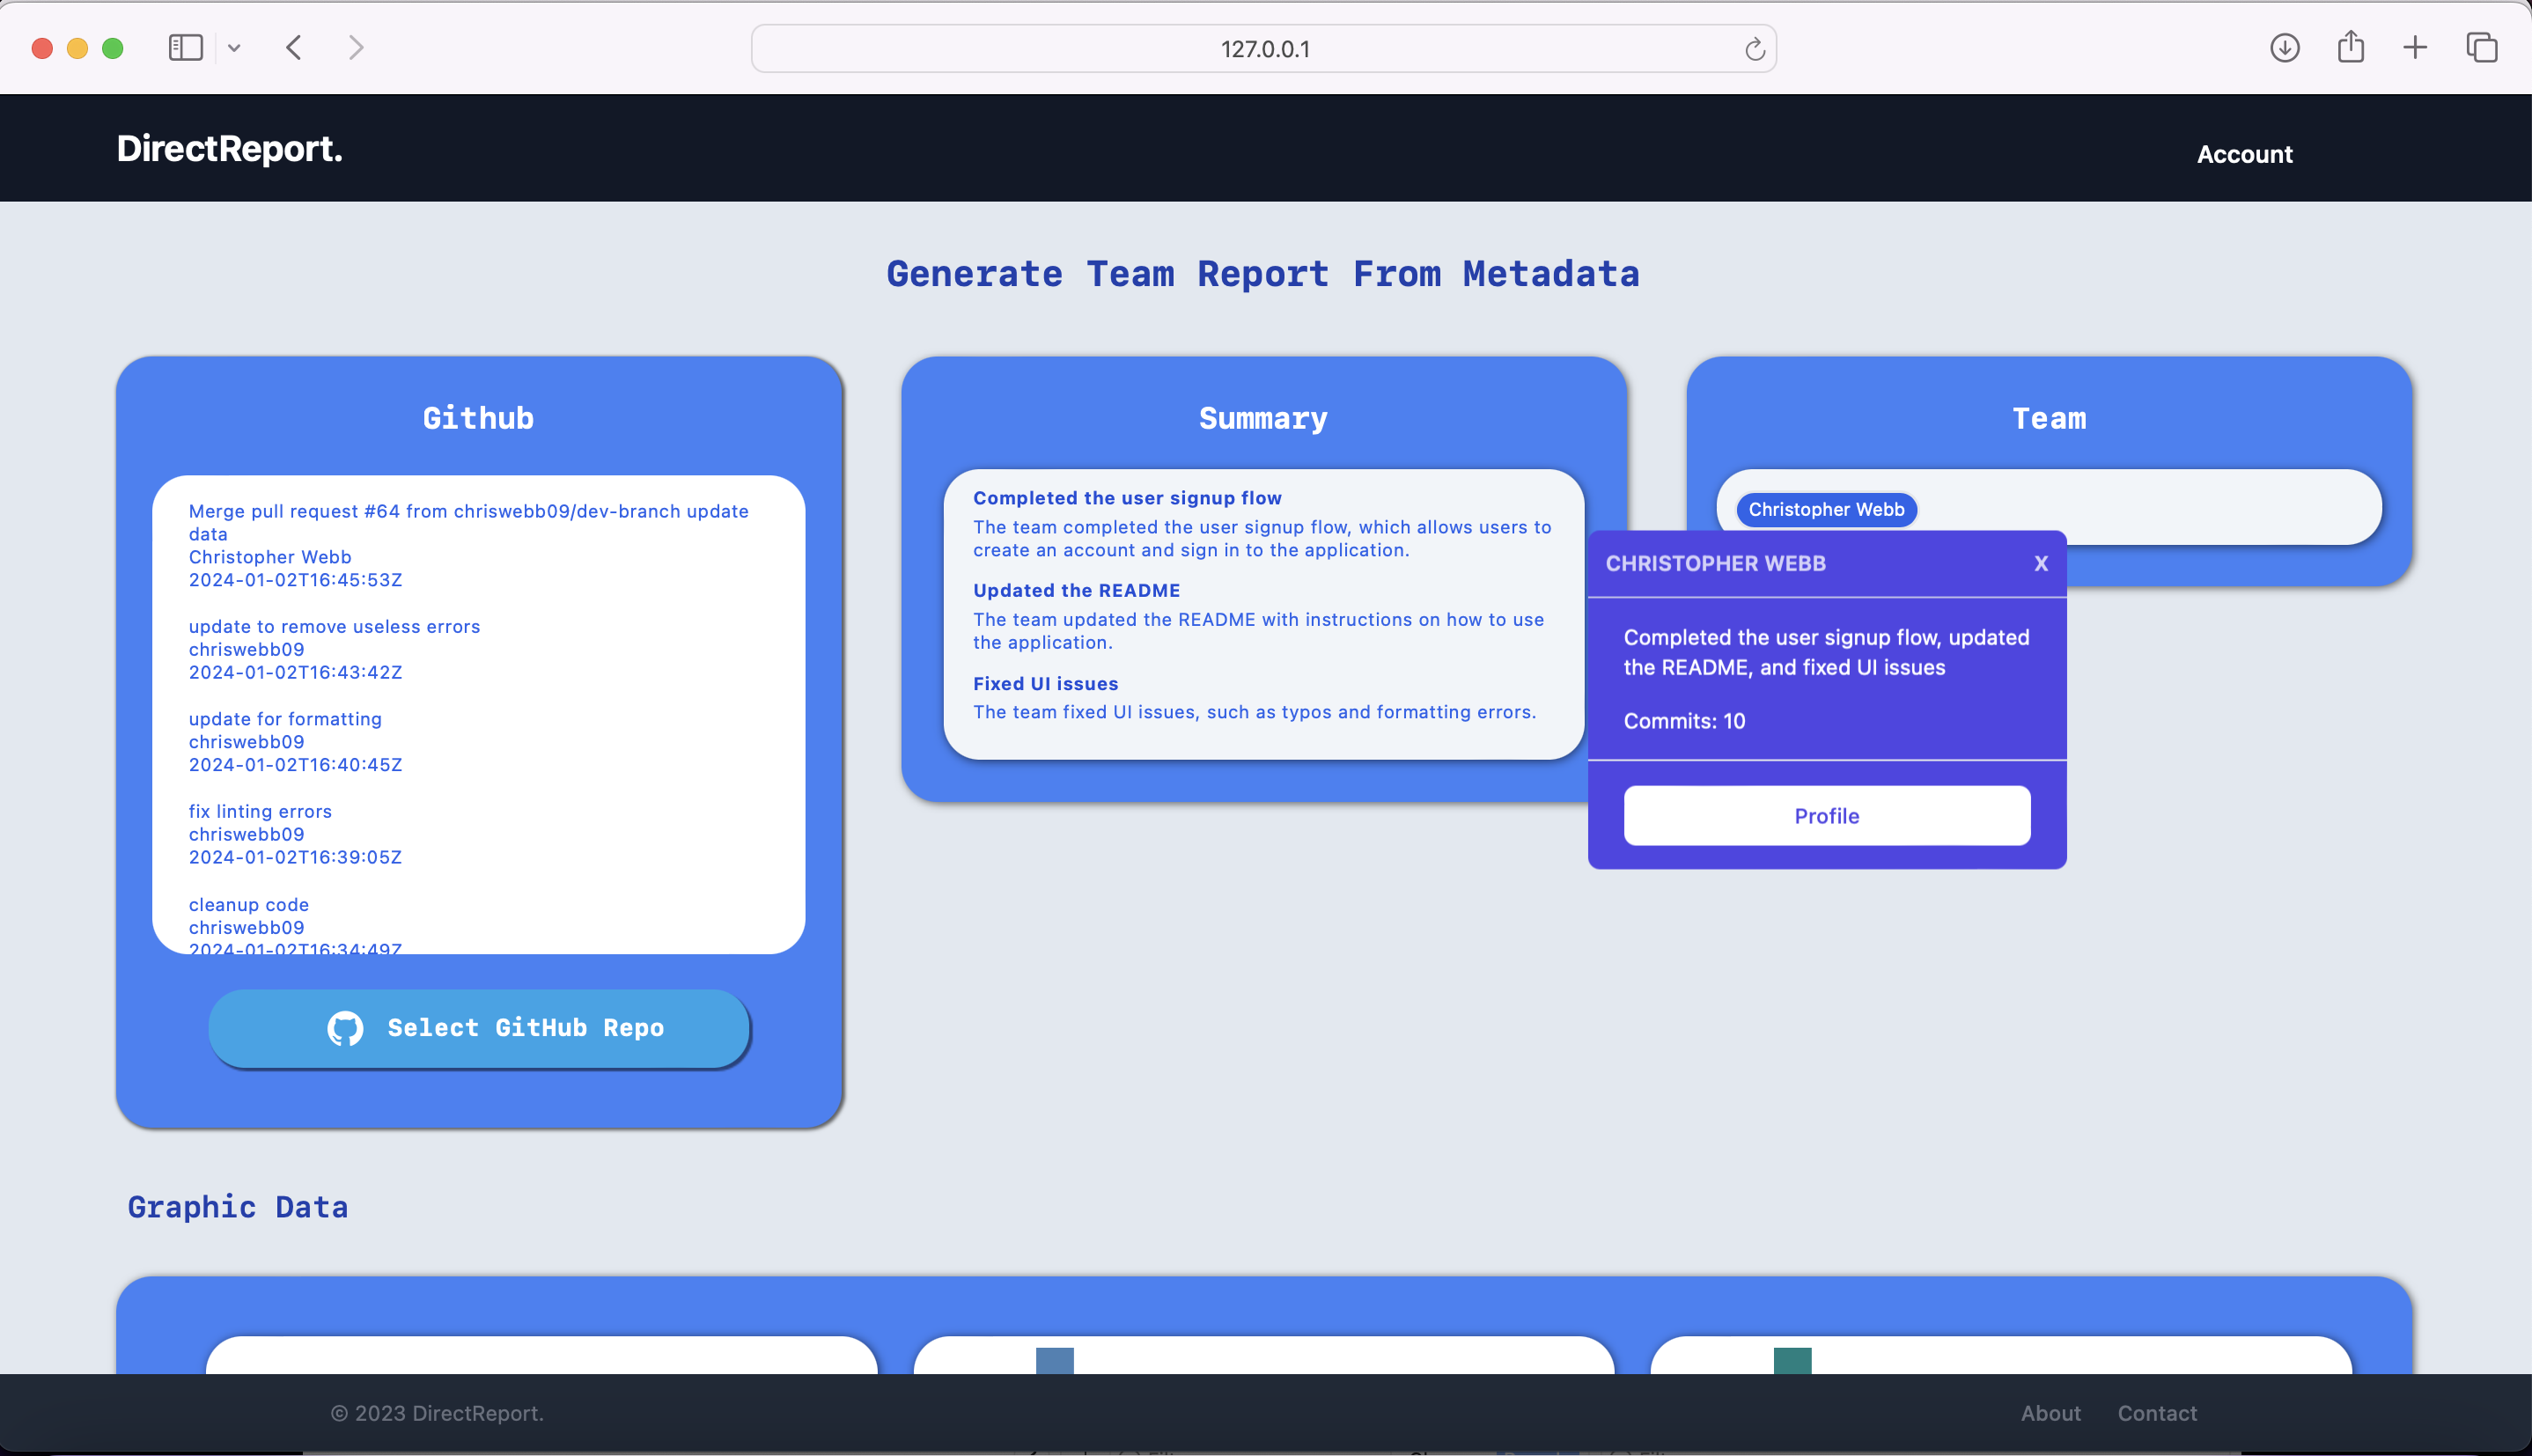 127.0.0.1
DirectReport.
Account
Generate Team Report From Metadata
Github
Merge pull request #64 from chriswebb09/dev-branch update
data
Christopher Webb
2024-01-02T16:45:53Z
update to remove useless errors
chriswebb09
2024-01-02T16:43:42Z
update for formatting
chriswebb09
2024-01-02T16:40:45Z
fix linting errors
chriswebb09
2024-01-02T16:39:05Z
cleanup code
chriswebb09
2024-01-02T16:34:49Z
Select GitHub Repo
Summary
Completed the user signup flow
The team completed the user signup flow, which allows users to
create an account and sign in to the application.
Updated the README
The team updated the README with instructions on how to use
the application.
Fixed UI issues
The team fixed UI issues, such as typos and formatting errors.
Team
Christopher Webb
CHRISTOPHER WEBB X
Completed the user signup flow, updated
the README, and fixed UI issues
Commits: 10
Profile
Graphic Data
© 2023 DirectReport.
About Contact